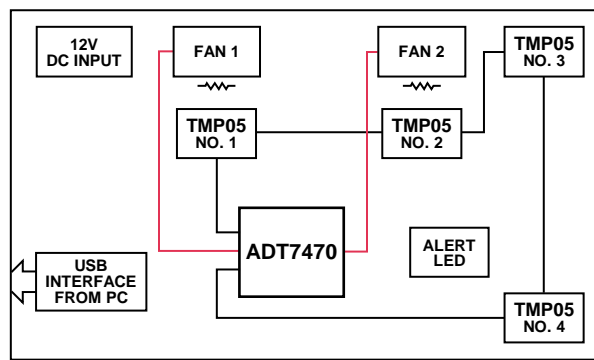 12V
DC INPUT
FAN 1
FAN 2
TMP05
NO. 3
TMP05
NO. 1
TMP05
NO. 2
ADT7470
ALERT
LED
USB
INTERFACE
FROM PC
TMP05
NO. 4